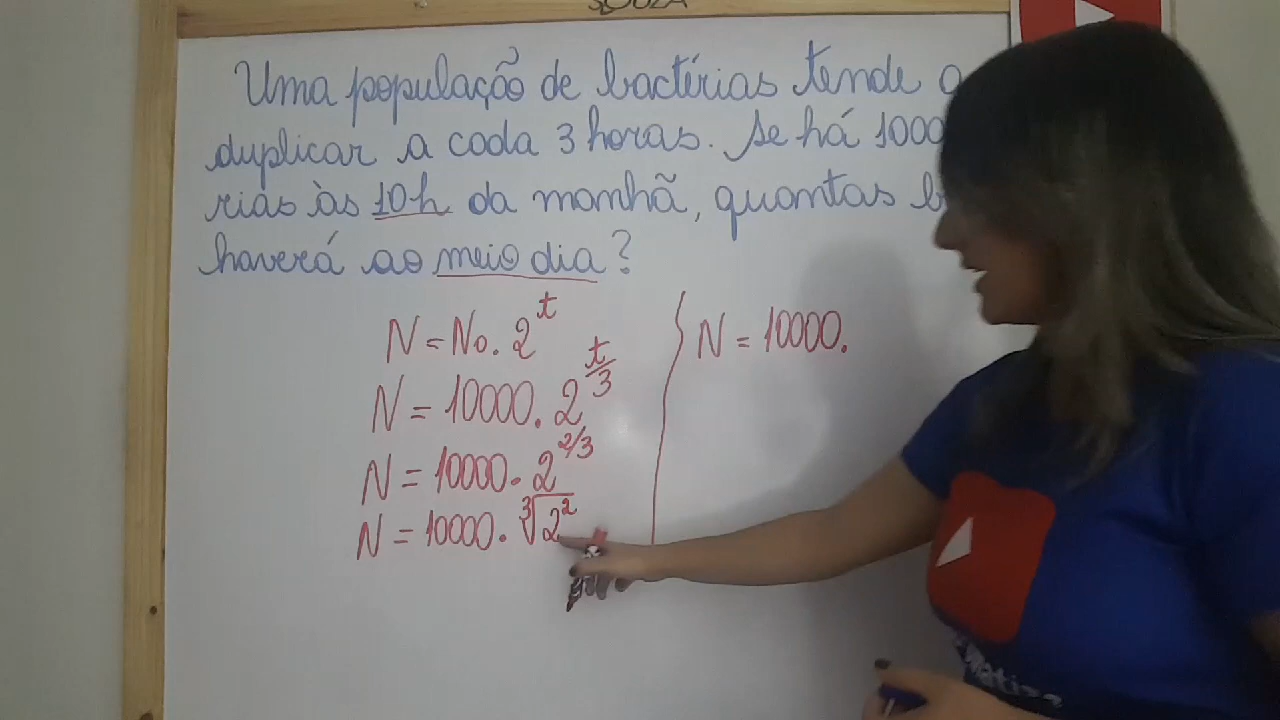 SOUZA
Uma população de bactérias tende a
duplicar a cada 3 horas. Se há 1000
rias às 10h da manhã, quantas b
haverá ao meio dia?
N = No. 2^t
N = 10000. 2^(t/3)
N = 10000. 2^(2/3)
N = 10000. ∛2²
N = 10000.